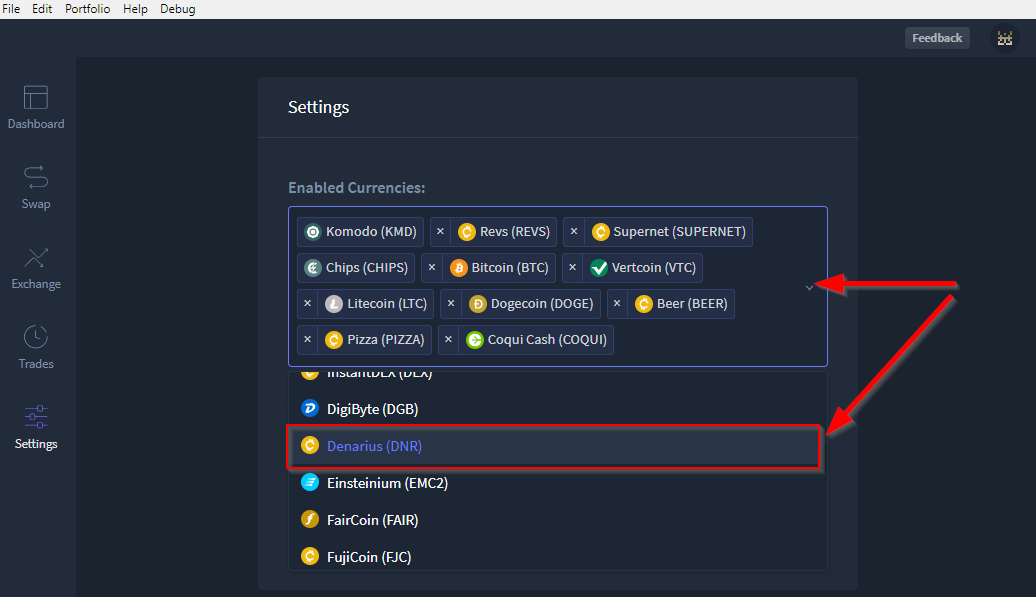 File Edit Portfolio Help Debug
Feedback
Dashboard
Swap
Exchange
Trades
Settings
Settings
Enabled Currencies:
Komodo (KMD) × Revs (REVS) × Supernet (SUPERNET)
Chips (CHIPS) × Bitcoin (BTC) × Vertcoin (VTC)
× Litecoin (LTC) × Dogecoin (DOGE) × Beer (BEER)
× Pizza (PIZZA) × Coqui Cash (COQUI)
InstantDEX (DEX)
DigiByte (DGB)
Denarius (DNR)
Einsteinium (EMC2)
FairCoin (FAIR)
FujiCoin (FJC)